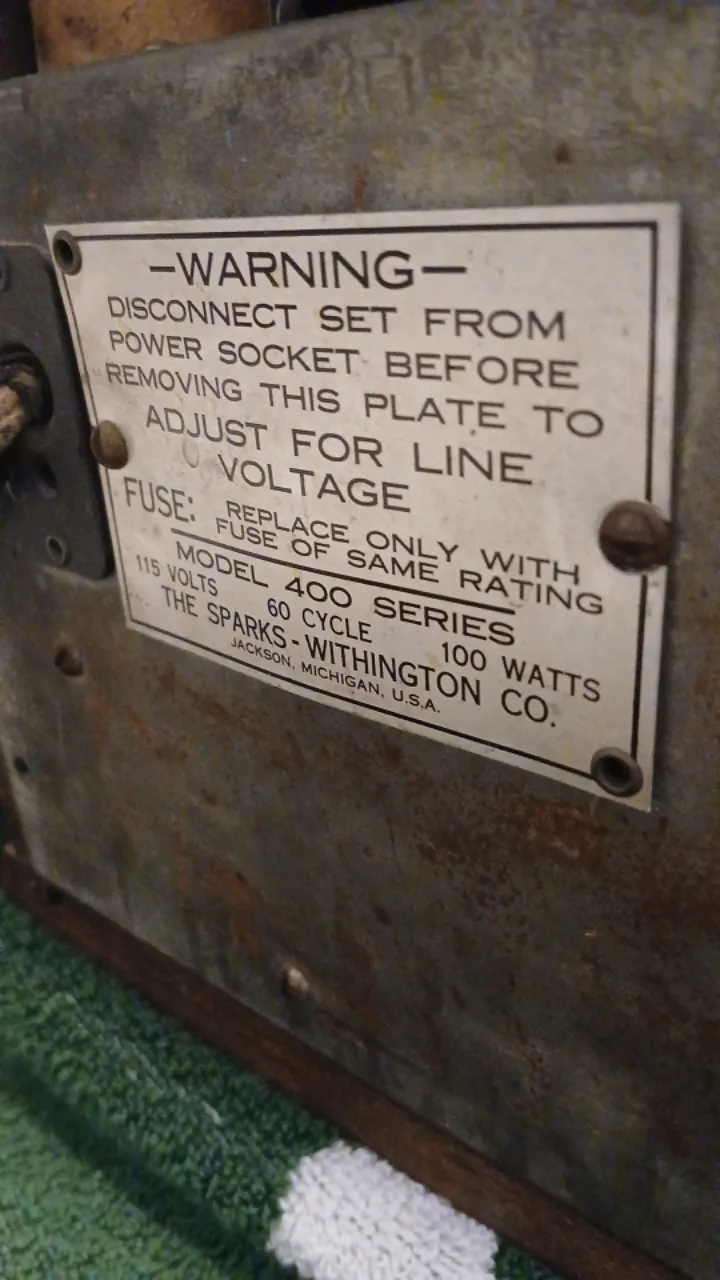 -WARNING-
DISCONNECT SET FROM
POWER SOCKET BEFORE
REMOVING THIS PLATE TO
ADJUST FOR LINE
VOLTAGE
FUSE: REPLACE ONLY WITH
FUSE OF SAME RATING
MODEL 400 SERIES
115 VOLTS 60 CYCLE 100 WATTS
THE SPARKS-WITHINGTON CO.
JACKSON, MICHIGAN, U.S.A.